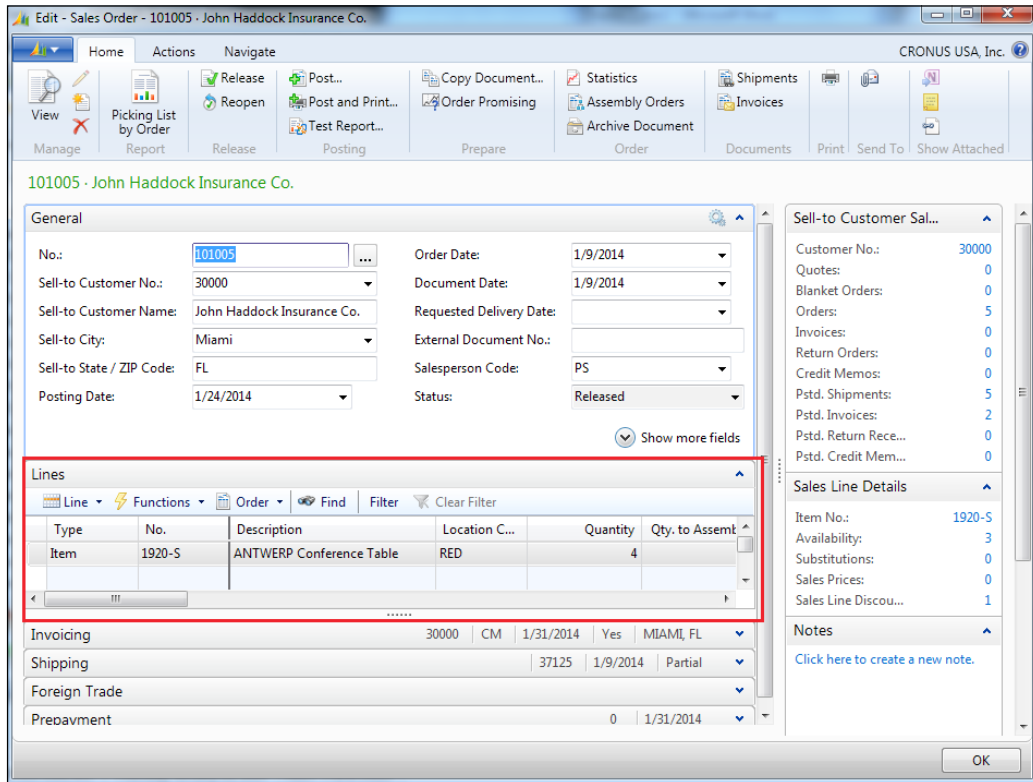 Edit - Sales Order - 101005 · John Haddock Insurance Co.
Home Actions Navigate CRONUS USA, Inc.
View
Manage
Picking List by Order
Report
Release
Reopen
Release
Post...
Post and Print...
Test Report...
Posting
Copy Document...
Order Promising
Prepare
Statistics
Assembly Orders
Archive Document
Order
Shipments
Invoices
Documents
Print
Send To
Show Attached
101005 · John Haddock Insurance Co.
General
No.: 101005 ...
Sell-to Customer No.: 30000
Sell-to Customer Name: John Haddock Insurance Co.
Sell-to City: Miami
Sell-to State / ZIP Code: FL
Posting Date: 1/24/2014
Order Date: 1/9/2014
Document Date: 1/9/2014
Requested Delivery Date:
External Document No.:
Salesperson Code: PS
Status: Released
Show more fields
Lines
Line Functions Order Find Filter Clear Filter
Type No. Description Location C... Quantity Qty. to Assemb
Item 1920-S ANTWERP Conference Table RED 4
Invoicing 30000 CM 1/31/2014 Yes MIAMI, FL
Shipping 37125 1/9/2014 Partial
Foreign Trade
Prepayment 0 1/31/2014
Sell-to Customer Sal...
Customer No.: 30000
Quotes: 0
Blanket Orders: 0
Orders: 5
Invoices: 0
Return Orders: 0
Credit Memos: 0
Pstd. Shipments: 5
Pstd. Invoices: 2
Pstd. Return Rece... 0
Pstd. Credit Mem... 0
Sales Line Details
Item No.: 1920-S
Availability: 3
Substitutions: 0
Sales Prices: 0
Sales Line Discou... 1
Notes
Click here to create a new note.
OK